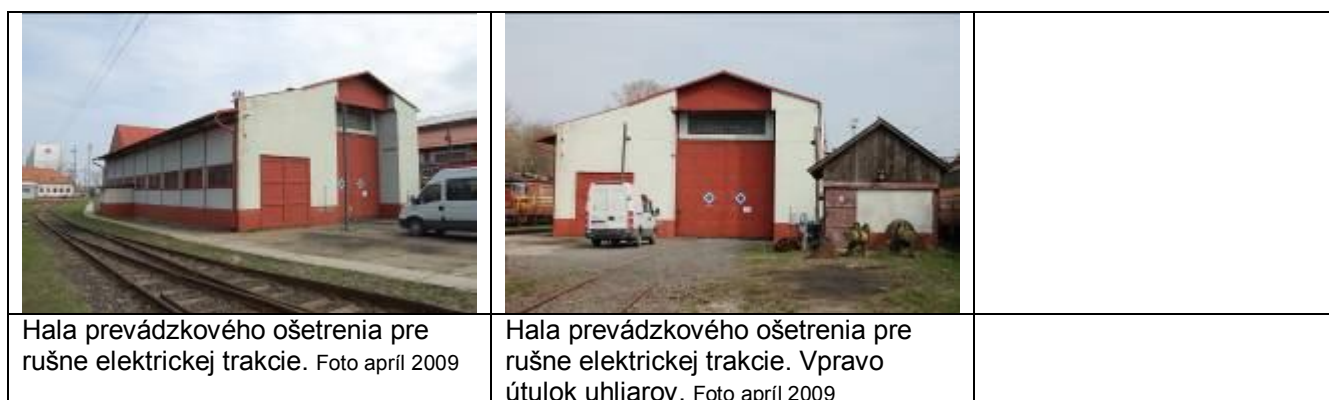 Hala prevádzkového ošetrenia pre
rušne elektrickej trakcie. Foto apríl 2009
Hala prevádzkového ošetrenia pre
rušne elektrickej trakcie. Vpravo
útulok uhliarov. Foto apríl 2009